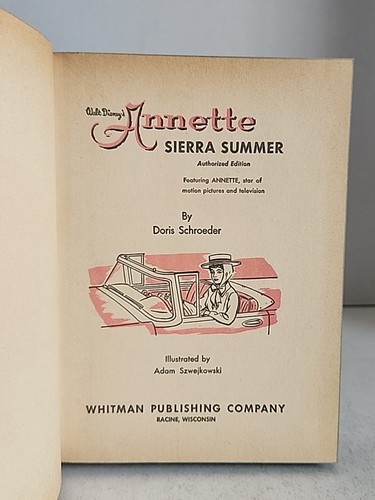 Walt Disney's
Annette
SIERRA SUMMER
Authorized Edition
Featuring ANNETTE, star of
motion pictures and television
By
Doris Schroeder
Illustrated by
Adam Szwejkowski
WHITMAN PUBLISHING COMPANY
RACINE, WISCONSIN